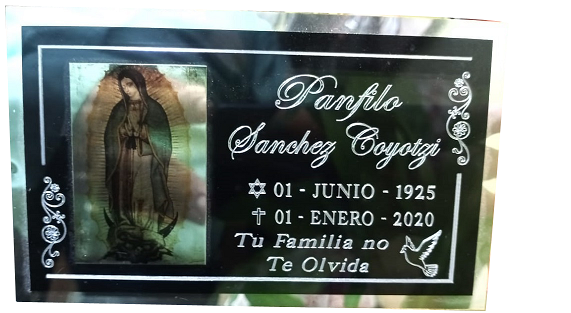 Panfilo
Sanchez Coyotzi
✡ 01 - JUNIO - 1925
✝ 01 - ENERO - 2020
Tu Familia no
Te Olvida